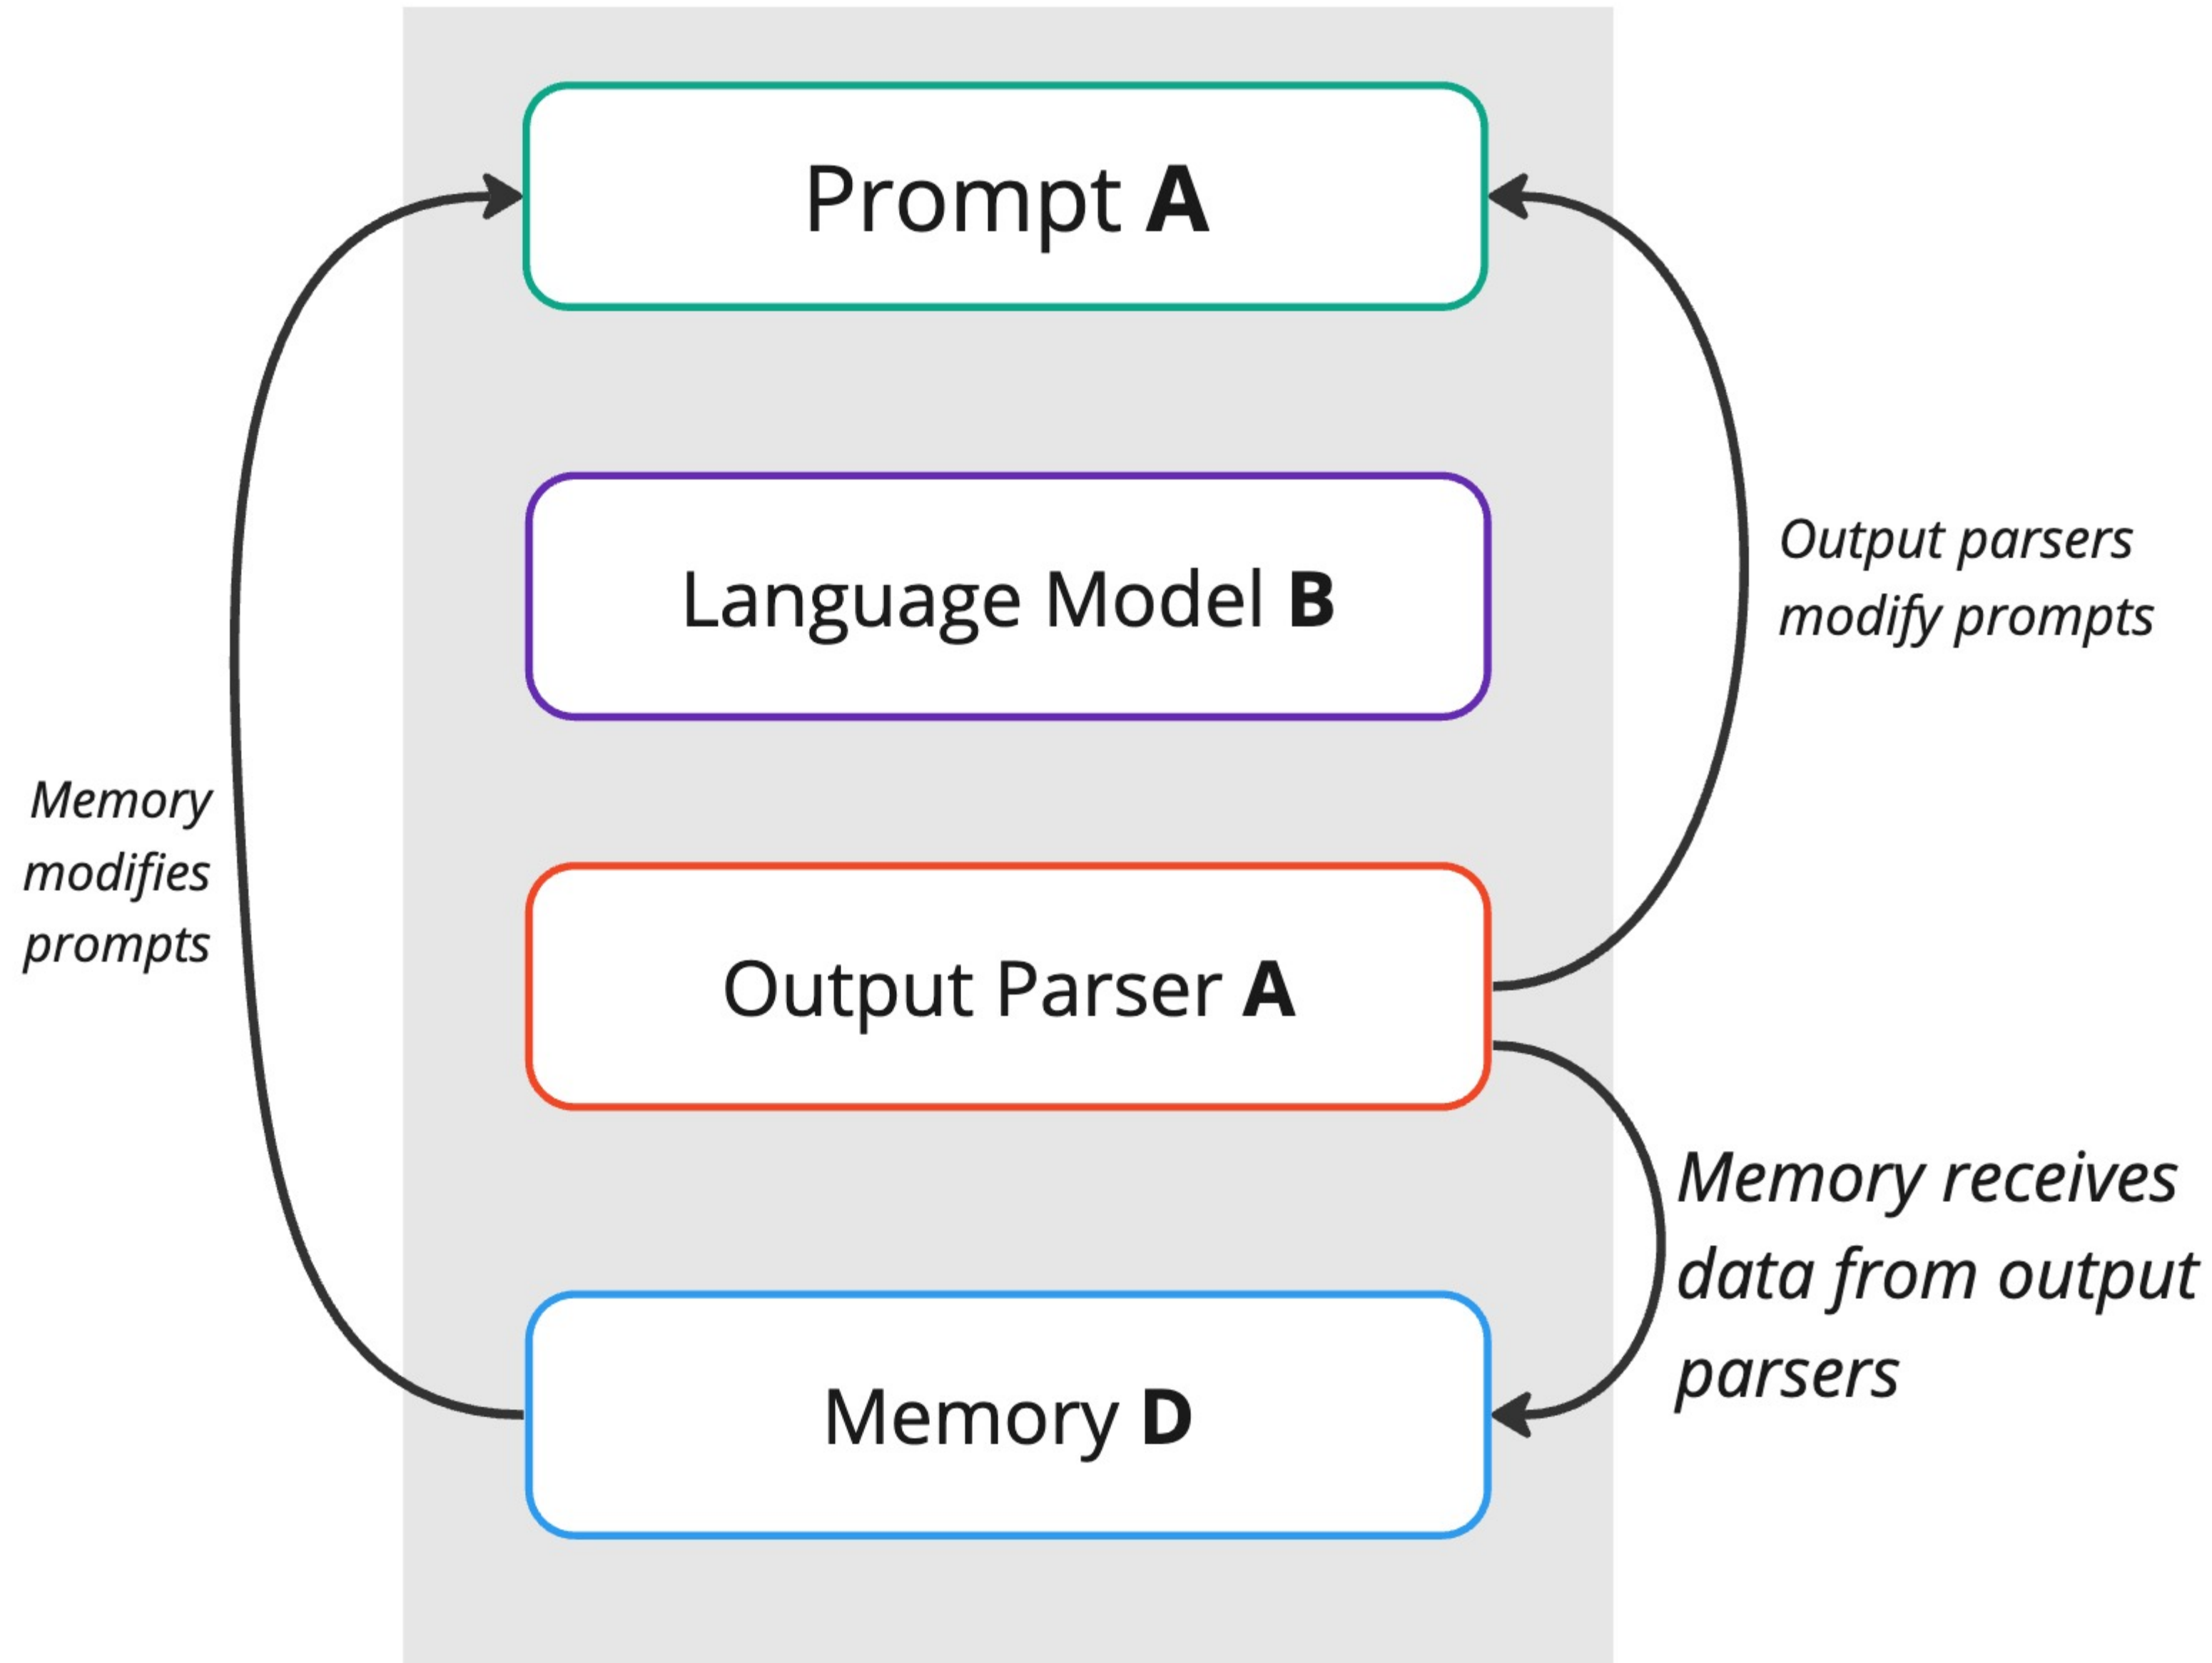 Prompt A
Language Model B
Output parsers
modify prompts
Memory
modifies
prompts
Output Parser A
Memory receives
data from output
parsers
Memory D